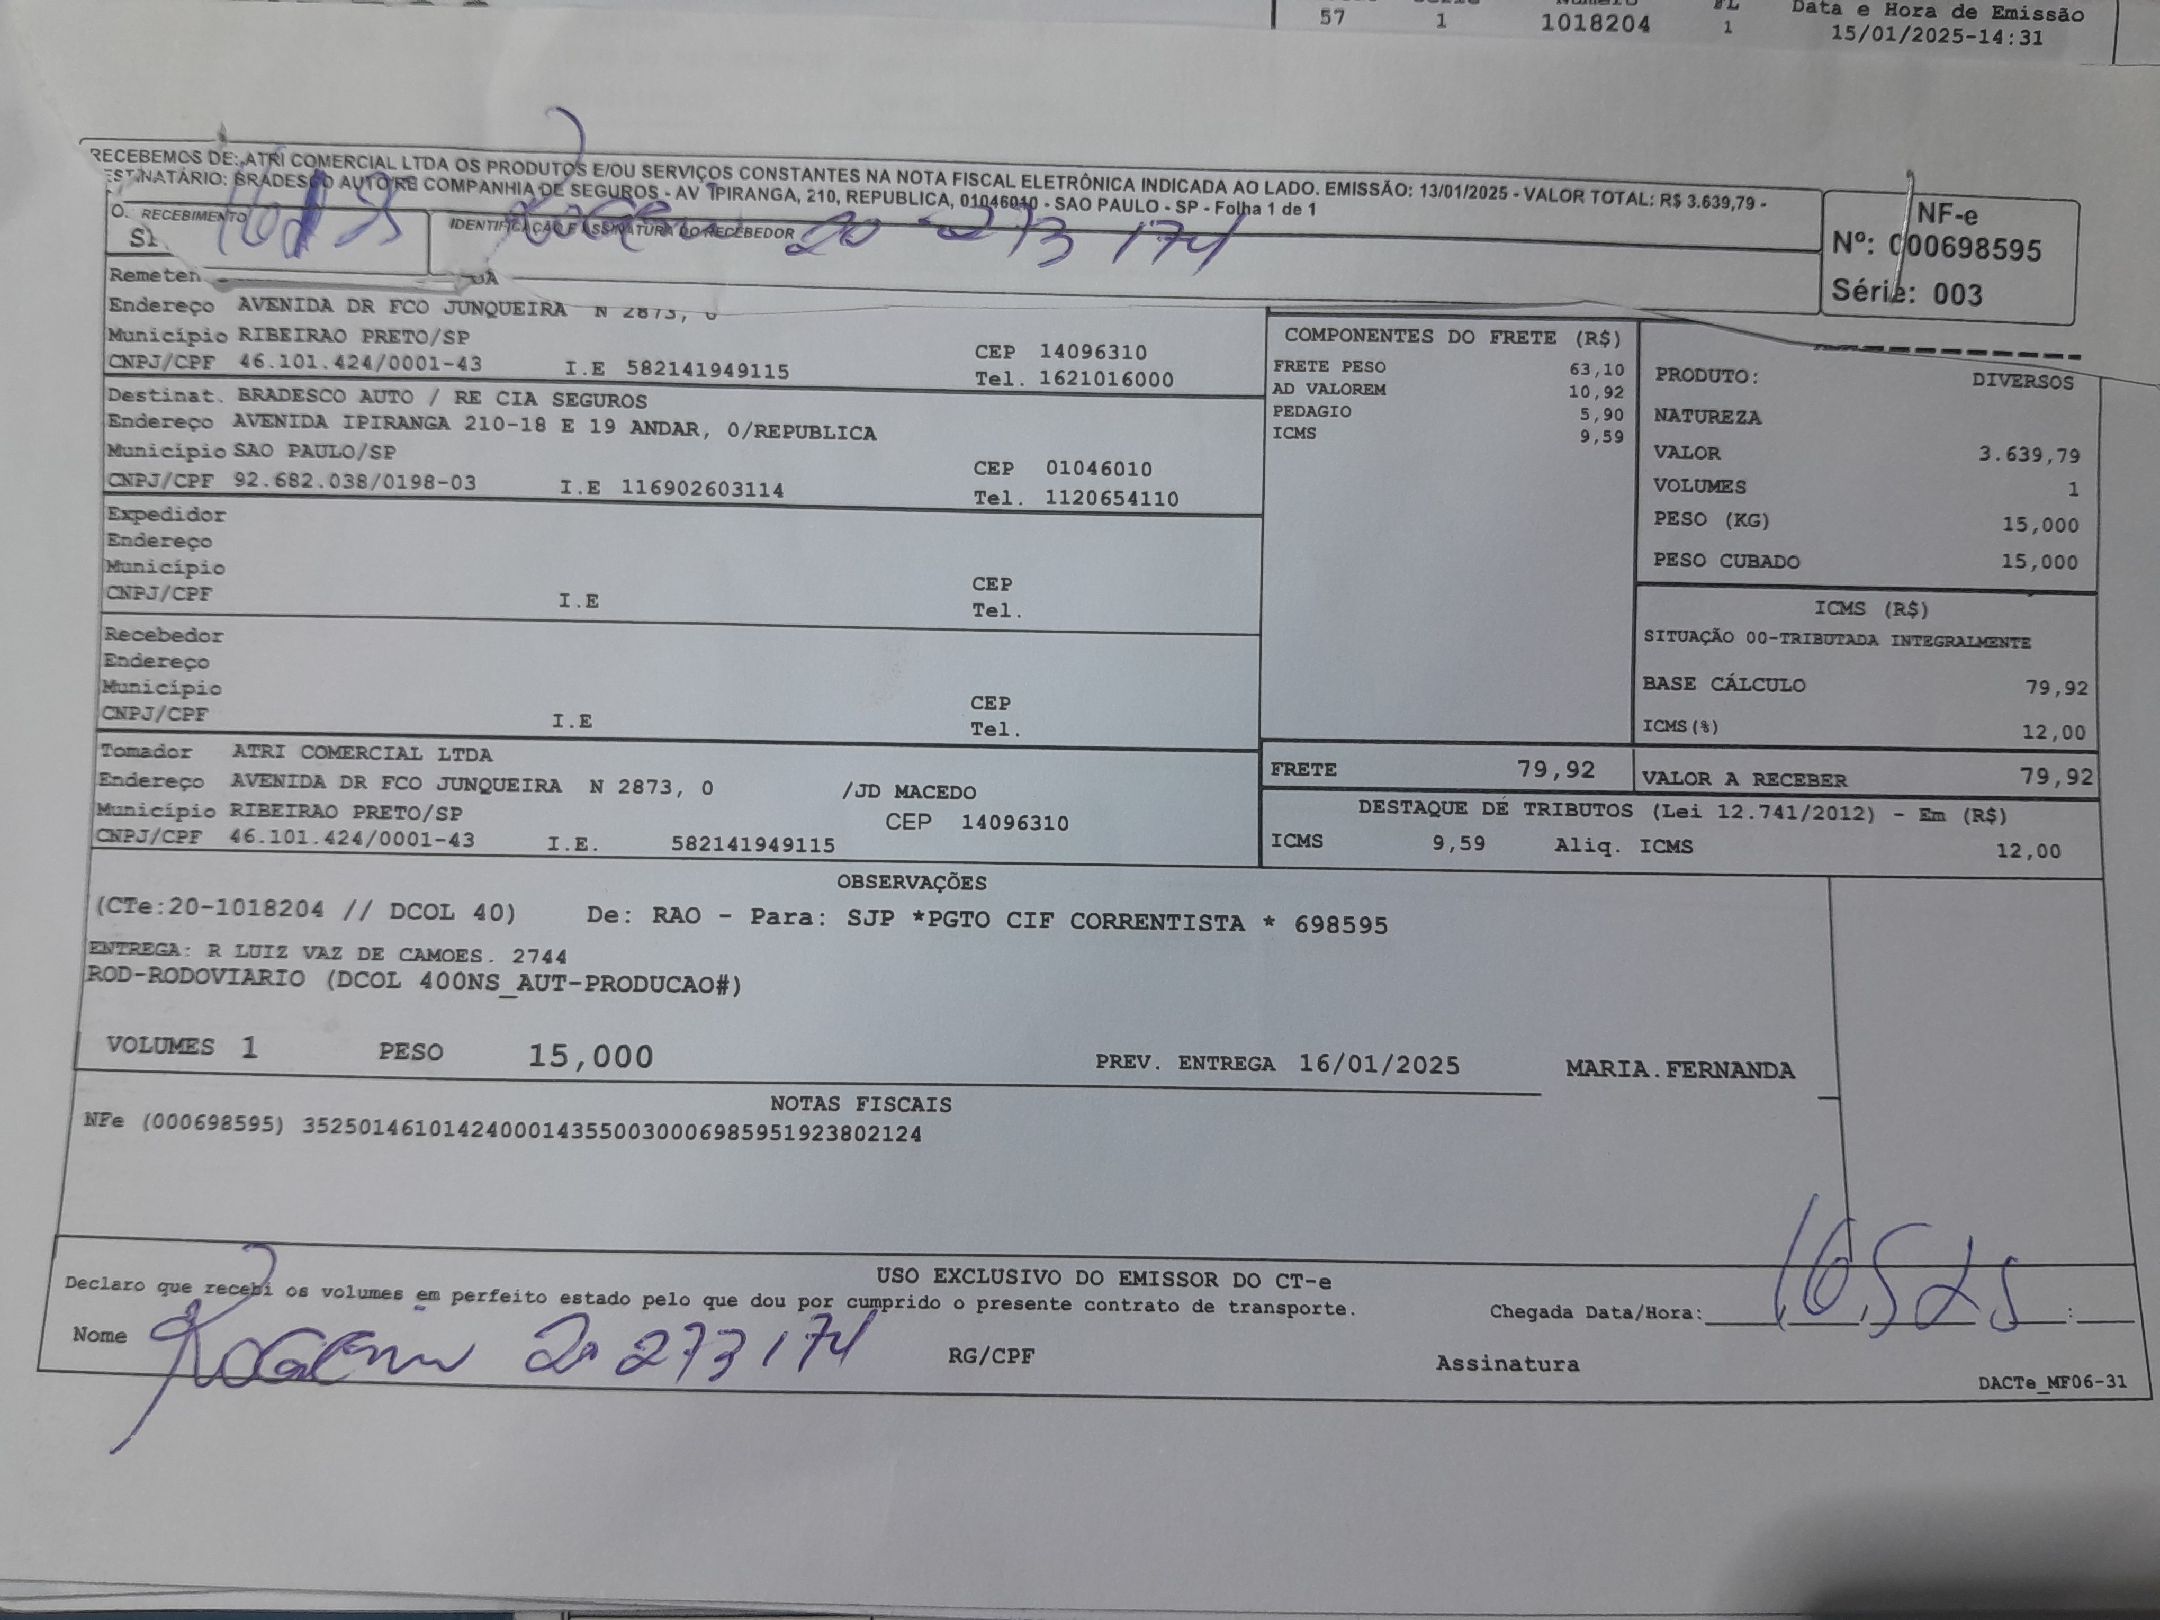 57 1 1018204 1 Data e Hora de Emissão
15/01/2025-14:31
RECEBEMOS DE: ATRI COMERCIAL LTDA OS PRODUTOS E/OU SERVIÇOS CONSTANTES NA NOTA FISCAL ELETRÔNICA INDICADA AO LADO. EMISSÃO: 13/01/2025 - VALOR TOTAL: R$ 3.639,79 -
DESTINATÁRIO: BRADESCO AUTO/RE COMPANHIA DE SEGUROS - AV IPIRANGA, 210, REPUBLICA, 01046010 - SAO PAULO - SP - Folha 1 de 1
RECEBIMENTO
IDENTIFICAÇÃO E ASSINATURA DO RECEBEDOR
20 273 174
NF-e
Nº: 000698595
Série: 003
Remeten
Endereço AVENIDA DR FCO JUNQUEIRA N 2873, 0
Município RIBEIRAO PRETO/SP
CEP 14096310
CNPJ/CPF 46.101.424/0001-43 I.E 582141949115
Tel. 1621016000
Destinat. BRADESCO AUTO / RE CIA SEGUROS
Endereço AVENIDA IPIRANGA 210-18 E 19 ANDAR, 0/REPUBLICA
Município SAO PAULO/SP
CEP 01046010
CNPJ/CPF 92.682.038/0198-03 I.E 116902603114
Tel. 1120654110
Expedidor
Endereço
Município
CEP
CNPJ/CPF I.E
Tel.
Recebedor
Endereço
Município
CEP
CNPJ/CPF I.E
Tel.
Tomador ATRI COMERCIAL LTDA
Endereço AVENIDA DR FCO JUNQUEIRA N 2873, 0 /JD MACEDO
Município RIBEIRAO PRETO/SP CEP 14096310
CNPJ/CPF 46.101.424/0001-43 I.E. 582141949115
COMPONENTES DO FRETE (R$)
FRETE PESO 63,10
AD VALOREM 10,92
PEDAGIO 5,90
ICMS 9,59
PRODUTO: DIVERSOS
NATUREZA
VALOR 3.639,79
VOLUMES 1
PESO (KG) 15,000
PESO CUBADO 15,000
ICMS (R$)
SITUAÇÃO 00-TRIBUTADA INTEGRALMENTE
BASE CÁLCULO 79,92
ICMS(%) 12,00
FRETE 79,92
VALOR A RECEBER 79,92
DESTAQUE DE TRIBUTOS (Lei 12.741/2012) - Em (R$)
ICMS 9,59 Aliq. ICMS 12,00
OBSERVAÇÕES
(CTe:20-1018204 // DCOL 40) De: RAO - Para: SJP *PGTO CIF CORRENTISTA * 698595
ENTREGA: R LUIZ VAZ DE CAMOES. 2744
ROD-RODOVIARIO (DCOL 400NS_AUT-PRODUCAO#)
VOLUMES 1 PESO 15,000 PREV. ENTREGA 16/01/2025 MARIA.FERNANDA
NOTAS FISCAIS
NFe (000698595) 35250146101424000143550030006985951923802124
USO EXCLUSIVO DO EMISSOR DO CT-e
Declaro que recebi os volumes em perfeito estado pelo que dou por cumprido o presente contrato de transporte.
Chegada Data/Hora: :
Nome 20 273 174 RG/CPF Assinatura
DACTe_MF06-31